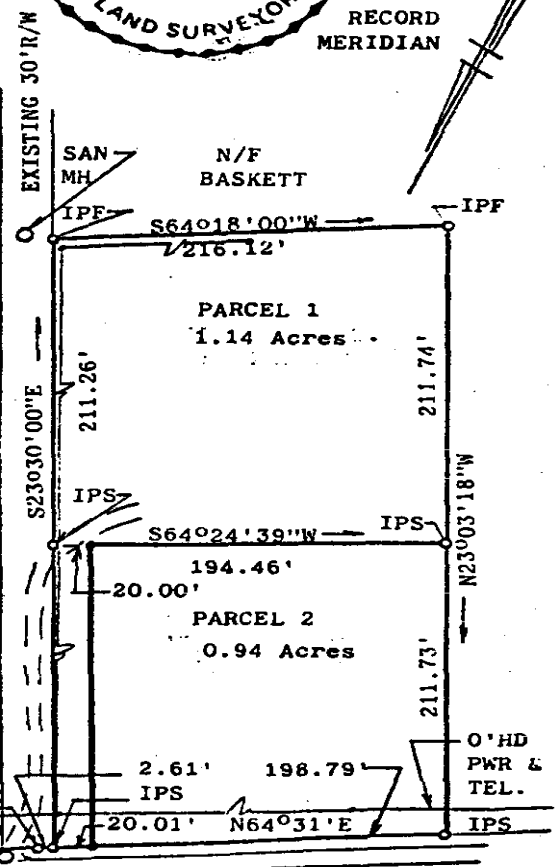 LAND SURVEYOR
RECORD
MERIDIAN
EXISTING 30'R/W
SAN
MH
N/F
BASKETT
IPF
IPF
S64°18'00"W
216.12'
PARCEL 1
1.14 Acres
S23°30'00"E
211.26'
211.74'
N23°03'18"W
IPS
IPS
S64°24'39"W
194.46'
20.00'
PARCEL 2
0.94 Acres
211.73'
O'HD
PWR &
TEL.
2.61'
198.79'
IPS
20.01'
N64°31'E
IPS